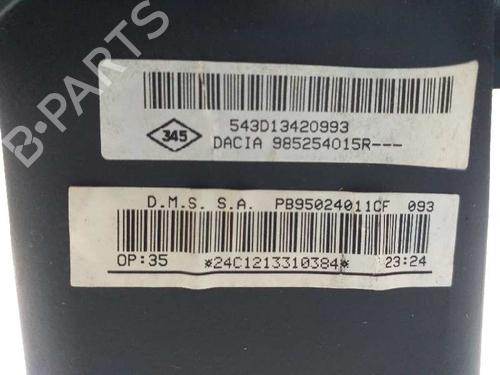 B-PARTS
345
543D13420993
DACIA 985254015R---
D.M.S. S.A. PB95024011CF 093
OP:35 *24C1213310384* 23:24